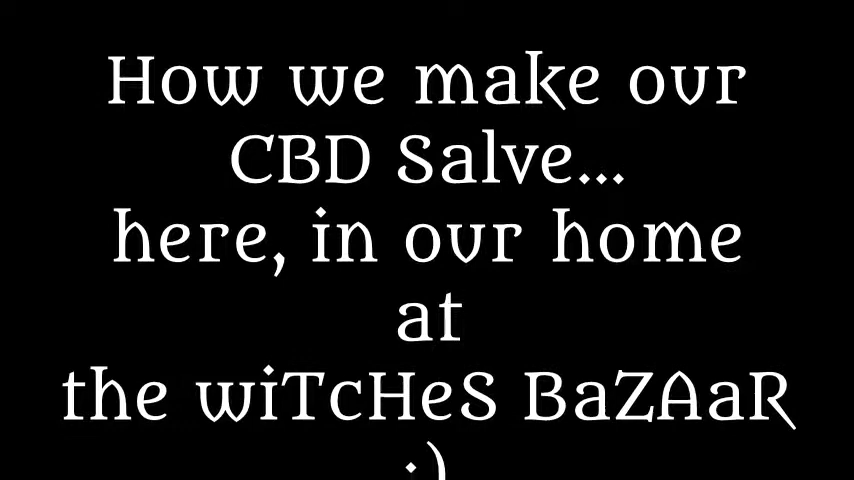 How we make our
CBD Salve...
here, in our home
at
the wiTcHeS BaZAaR
:)